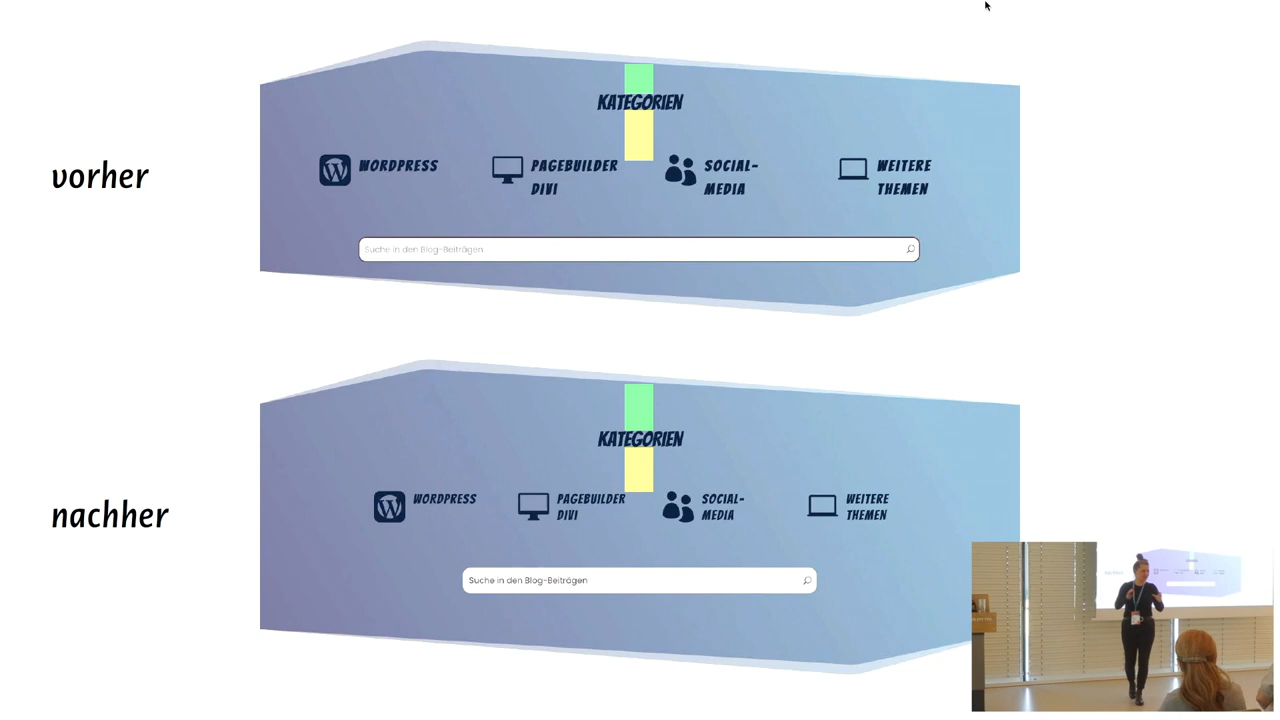 vorher
KATEGORIEN
WORDPRESS
PAGEBUILDER
DIVI
SOCIAL-
MEDIA
WEITERE
THEMEN
Suche in den Blog-Beiträgen
nachher
KATEGORIEN
WORDPRESS
PAGEBUILDER
DIVI
SOCIAL-
MEDIA
WEITERE
THEMEN
Suche in den Blog-Beiträgen